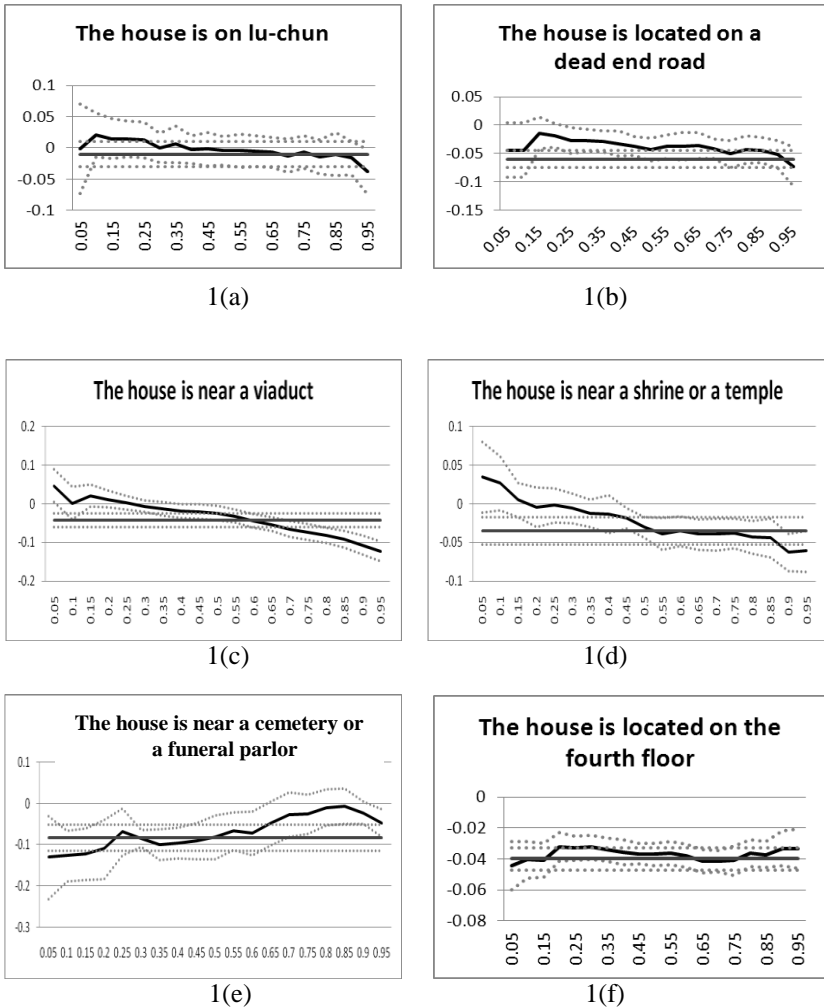 The house is on lu-chun
0.1
0.05
0
-0.05
-0.1
0.05 0.15 0.25 0.35 0.45 0.55 0.65 0.75 0.85 0.95
1(a)
The house is located on a
dead end road
0.05
0
-0.05
-0.1
-0.15
0.05 0.15 0.25 0.35 0.45 0.55 0.65 0.75 0.85 0.95
1(b)
The house is near a viaduct
0.2
0.1
0
-0.1
-0.2
0.05 0.1 0.15 0.2 0.25 0.3 0.35 0.4 0.45 0.5 0.55 0.6 0.65 0.7 0.75 0.8 0.85 0.9 0.95
1(c)
The house is near a shrine or a temple
0.1
0.05
0
-0.05
-0.1
0.05 0.1 0.15 0.2 0.25 0.3 0.35 0.4 0.45 0.5 0.55 0.6 0.65 0.7 0.75 0.8 0.85 0.9 0.95
1(d)
The house is near a cemetery or
a funeral parlor
0.1
0
-0.1
-0.2
-0.3
0.05 0.1 0.15 0.2 0.25 0.3 0.35 0.4 0.45 0.5 0.55 0.6 0.65 0.7 0.75 0.8 0.85 0.9 0.95
1(e)
The house is located on the
fourth floor
0
-0.02
-0.04
-0.06
-0.08
0.05 0.15 0.25 0.35 0.45 0.55 0.65 0.75 0.85 0.95
1(f)